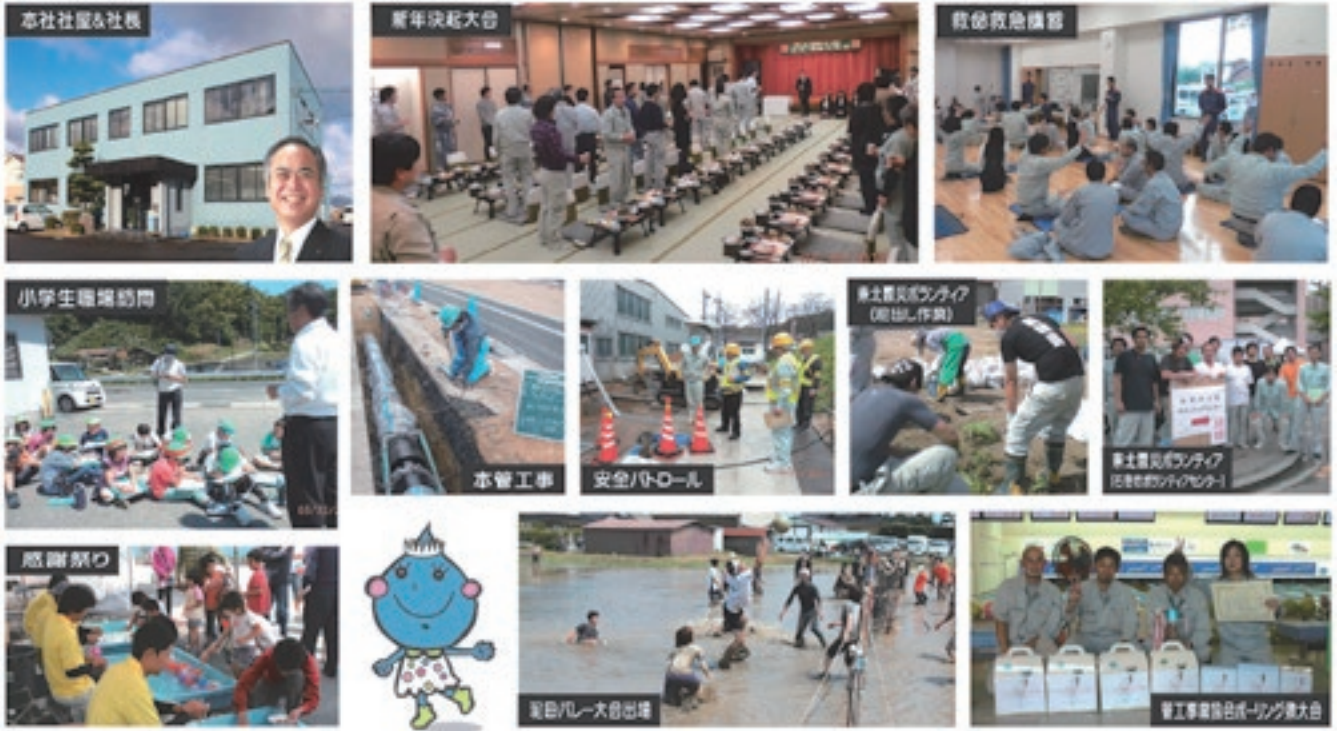 本社社屋&社長
新年決起大会
救命救急講習
小学生職場訪問
本管工事
安全パトロール
東北震災ボランティア
(泥出し作業)
東北震災ボランティア
(石巻市ボランティアセンター)
感謝祭り
泥田バレー大会出場
管工事業協会ボーリング大会